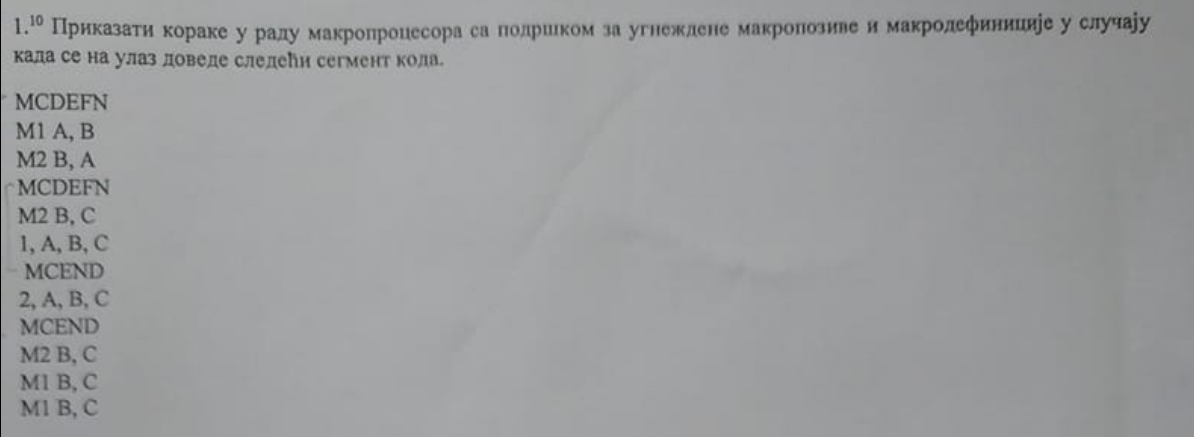 1.¹⁰ Приказати кораке у раду макропроцесора са подршком за угнеждене макропозиве и макродефиниције у случају
када се на улаз доведе следећи сегмент кода.
MCDEFN
M1 A, B
M2 B, A
MCDEFN
M2 B, C
1, A, B, C
MCEND
2, A, B, C
MCEND
M2 B, C
M1 B, C
M1 B, C